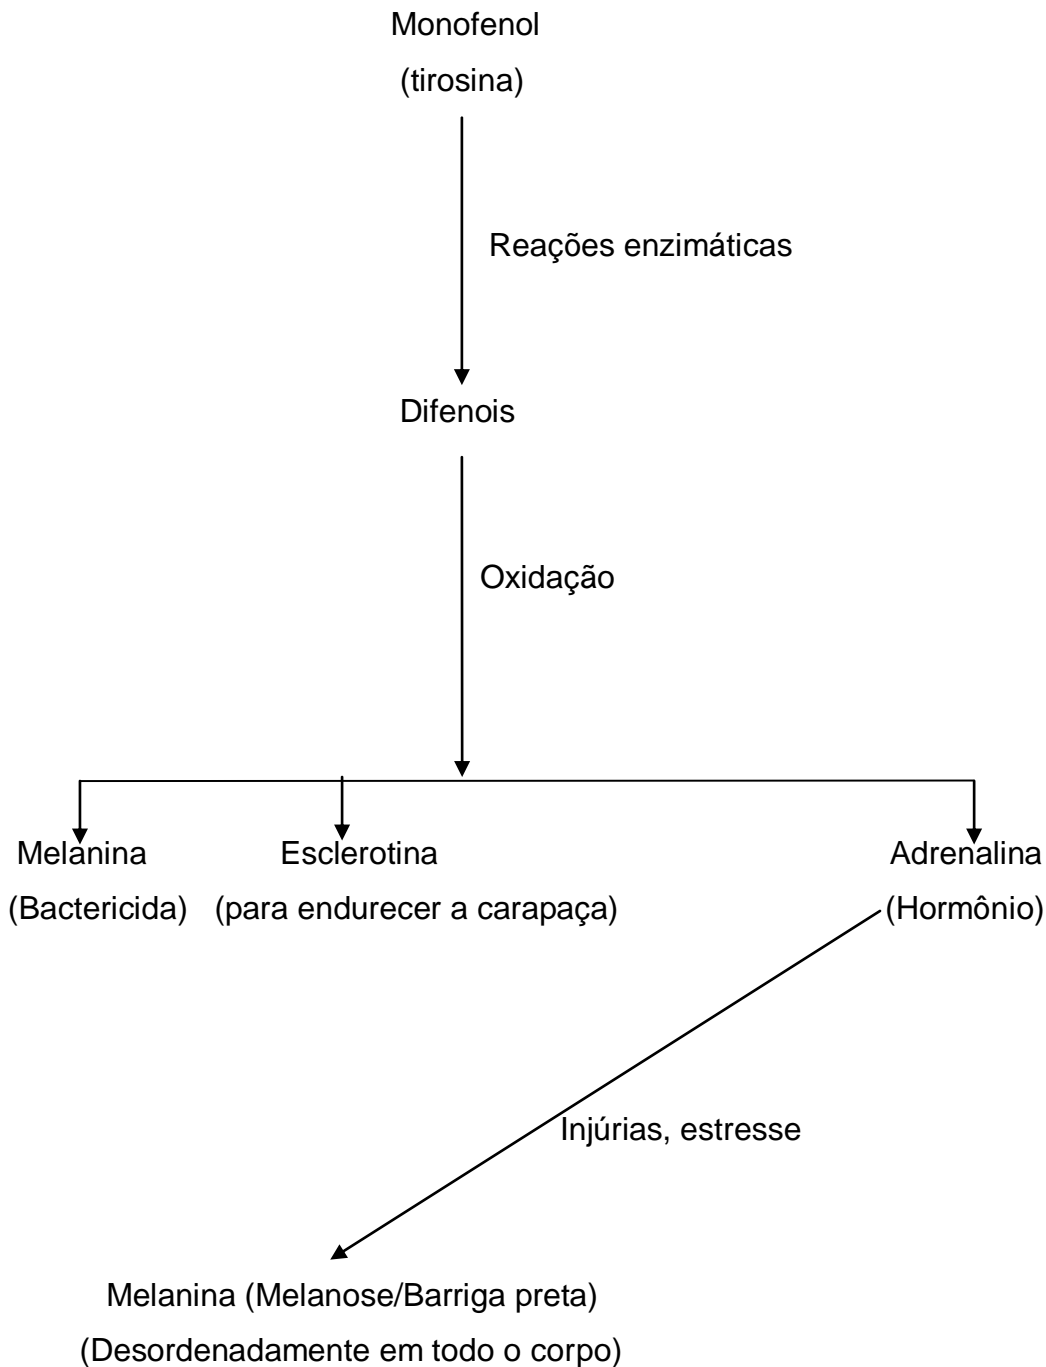 Monofenol
(tirosina)
Reações enzimáticas
Difenois
Oxidação
Melanina Esclerotina Adrenalina
(Bactericida) (para endurecer a carapaça) (Hormônio)
Injúrias, estresse
Melanina (Melanose/Barriga preta)
(Desordenadamente em todo o corpo)